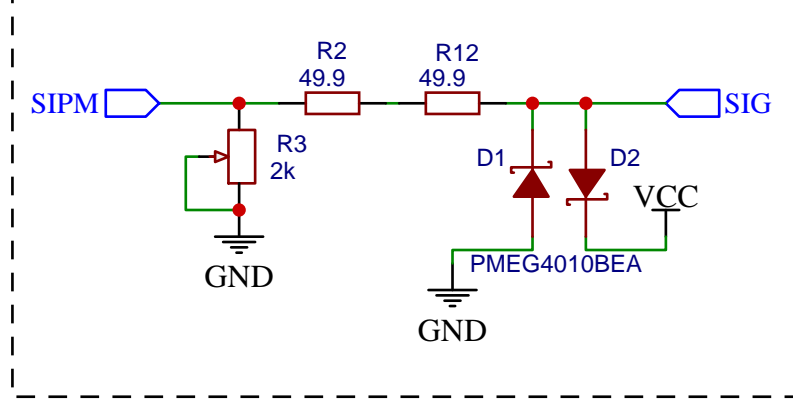 R2
R12
49.9
49.9
SIPM
SIG
R3
2k
D1
D2
VCC
GND
PMEG4010BEA
GND